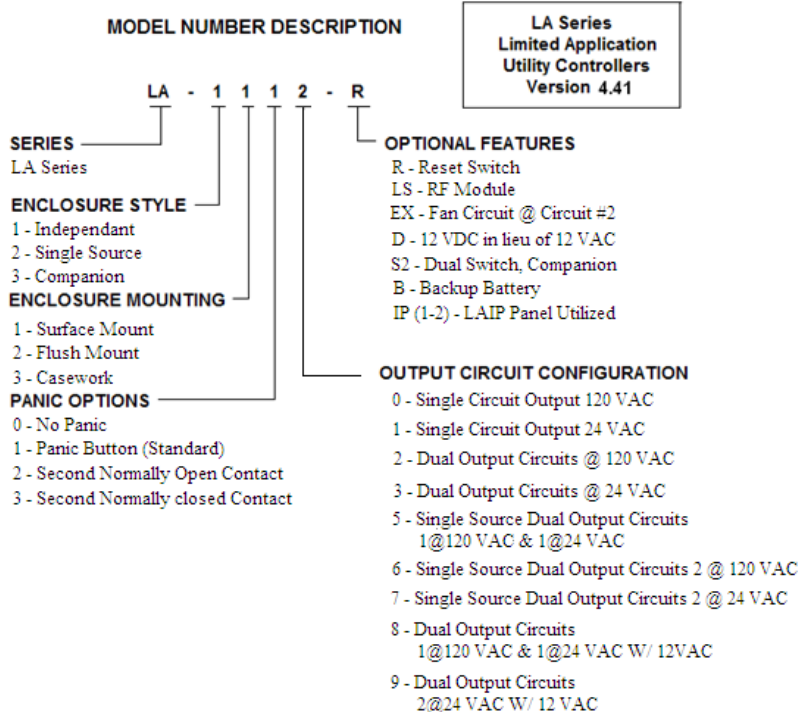 MODEL NUMBER DESCRIPTION
LA Series
Limited Application
Utility Controllers
Version 4.41
LA - 1 1 1 2 - R
SERIES
LA Series
ENCLOSURE STYLE
1 - Independant
2 - Single Source
3 - Companion
ENCLOSURE MOUNTING
1 - Surface Mount
2 - Flush Mount
3 - Casework
PANIC OPTIONS
0 - No Panic
1 - Panic Button (Standard)
2 - Second Normally Open Contact
3 - Second Normally closed Contact
OPTIONAL FEATURES
R - Reset Switch
LS - RF Module
EX - Fan Circuit @ Circuit #2
D - 12 VDC in lieu of 12 VAC
S2 - Dual Switch, Companion
B - Backup Battery
IP (1-2) - LAIP Panel Utilized
OUTPUT CIRCUIT CONFIGURATION
0 - Single Circuit Output 120 VAC
1 - Single Circuit Output 24 VAC
2 - Dual Output Circuits @ 120 VAC
3 - Dual Output Circuits @ 24 VAC
5 - Single Source Dual Output Circuits
1@120 VAC & 1@24 VAC
6 - Single Source Dual Output Circuits 2 @ 120 VAC
7 - Single Source Dual Output Circuits 2 @ 24 VAC
8 - Dual Output Circuits
1@120 VAC & 1@24 VAC W/ 12VAC
9 - Dual Output Circuits
2@24 VAC W/ 12 VAC